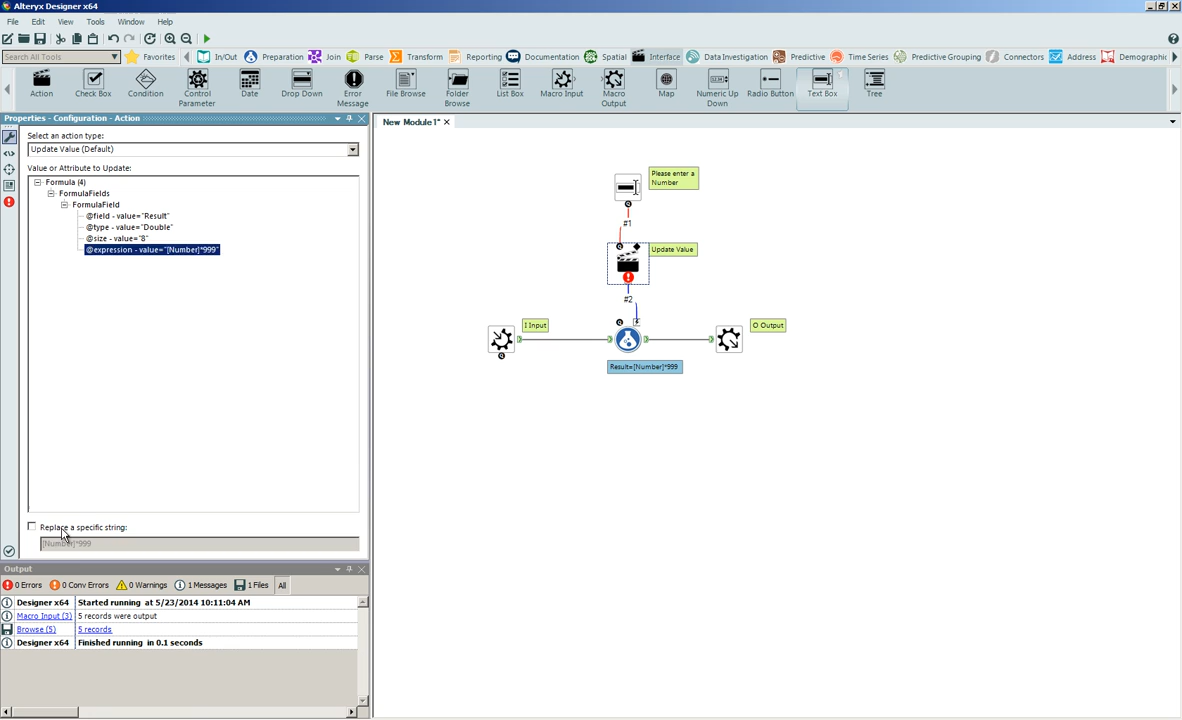 Alteryx Designer x64
File Edit View Tools Window Help
Search All Tools Favorites In/Out Preparation Join Parse Transform Reporting Documentation Spatial Interface Data Investigation Predictive Time Series Predictive Grouping Connectors Address Demographic
Action Check Box Condition Control Parameter Date Drop Down Error Message File Browse Folder Browse List Box Macro Input Macro Output Map Numeric Up Down Radio Button Text Box Tree
Properties - Configuration - Action
New Module1*
Select an action type:
Update Value (Default)
Value or Attribute to Update:
Formula (4)
FormulaFields
FormulaField
@field - value="Result"
@type - value="Double"
@size - value="8"
@expression - value="[Number]*999"
Replace a specific string:
[Number]*999
Please enter a
Number
#1
Update Value
#2
I Input
O Output
Result=[Number]*999
Output
0 Errors 0 Conv Errors 0 Warnings 1 Messages 1 Files All
Designer x64 Started running at 5/23/2014 10:11:04 AM
Macro Input (3) 5 records were output
Browse (5) 5 records
Designer x64 Finished running in 0.1 seconds